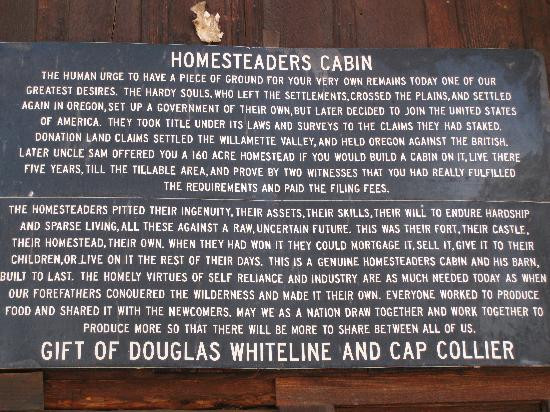 HOMESTEADERS CABIN
THE HUMAN URGE TO HAVE A PIECE OF GROUND FOR YOUR VERY OWN REMAINS TODAY ONE OF OUR
GREATEST DESIRES. THE HARDY SOULS, WHO LEFT THE SETTLEMENTS, CROSSED THE PLAINS, AND SETTLED
AGAIN IN OREGON, SET UP A GOVERNMENT OF THEIR OWN, BUT LATER DECIDED TO JOIN THE UNITED STATES
OF AMERICA. THEY TOOK TITLE UNDER ITS LAWS AND SURVEYS TO THE CLAIMS THEY HAD STAKED.
DONATION LAND CLAIMS SETTLED THE WILLAMETTE VALLEY, AND HELD OREGON AGAINST THE BRITISH.
LATER UNCLE SAM OFFERED YOU A 160 ACRE HOMESTEAD IF YOU WOULD BUILD A CABIN ON IT, LIVE THERE
FIVE YEARS, TILL THE TILLABLE AREA, AND PROVE BY TWO WITNESSES THAT YOU HAD REALLY FULFILLED
THE REQUIREMENTS AND PAID THE FILING FEES.
THE HOMESTEADERS PITTED THEIR INGENUITY, THEIR ASSETS, THEIR SKILLS, THEIR WILL TO ENDURE HARDSHIP
AND SPARSE LIVING, ALL THESE AGAINST A RAW, UNCERTAIN FUTURE. THIS WAS THEIR FORT, THEIR CASTLE,
THEIR HOMESTEAD, THEIR OWN. WHEN THEY HAD WON IT THEY COULD MORTGAGE IT, SELL IT, GIVE IT TO THEIR
CHILDREN, OR LIVE ON IT THE REST OF THEIR DAYS. THIS IS A GENUINE HOMESTEADERS CABIN AND HIS BARN,
BUILT TO LAST. THE HOMELY VIRTUES OF SELF RELIANCE AND INDUSTRY ARE AS MUCH NEEDED TODAY AS WHEN
OUR FOREFATHERS CONQUERED THE WILDERNESS AND MADE IT THEIR OWN. EVERYONE WORKED TO PRODUCE
FOOD AND SHARED IT WITH THE NEWCOMERS. MAY WE AS A NATION DRAW TOGETHER AND WORK TOGETHER TO
PRODUCE MORE SO THAT THERE WILL BE MORE TO SHARE BETWEEN ALL OF US.
GIFT OF DOUGLAS WHITELINE AND CAP COLLIER